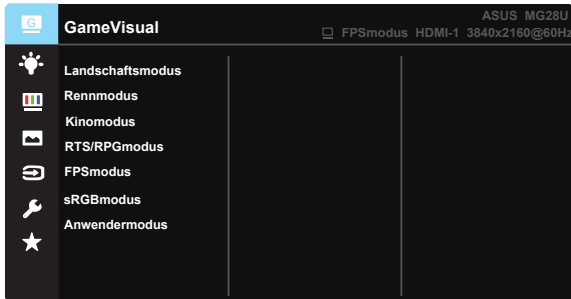 G
GameVisual
ASUS MG28U
FPSmodus HDMI-1 3840x2160@60Hz
Landschaftsmodus
Rennmodus
Kinomodus
RTS/RPGmodus
FPSmodus
sRGBmodus
Anwendermodus